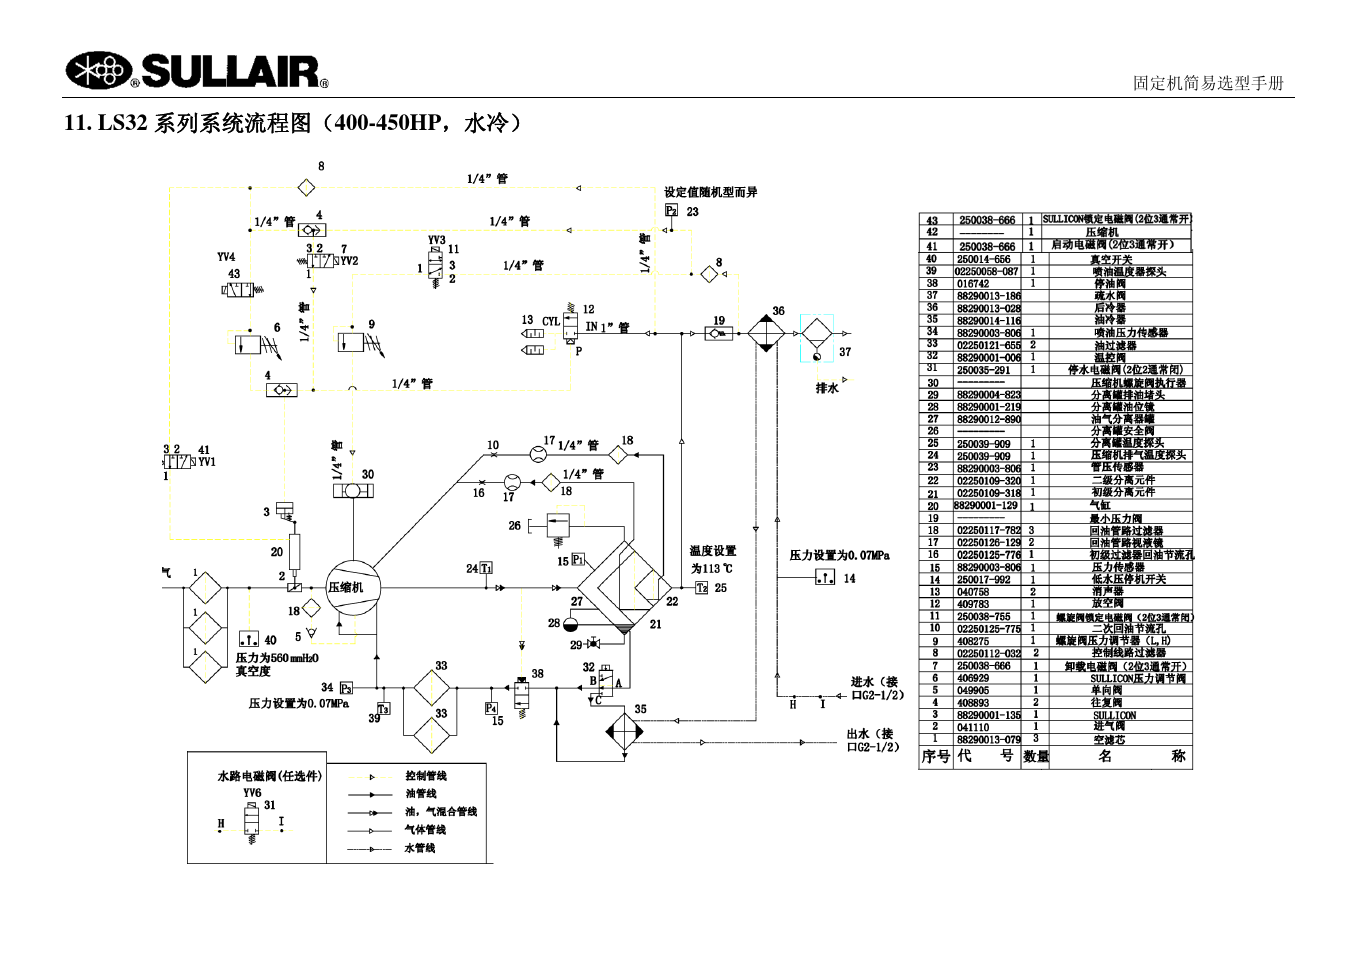 SULLAIR
固定机简易选型手册
11. LS32 系列系统流程图（400-450HP，水冷）
8
1/4” 管
设定值随机型而异
P2 23
1/4” 管
4
1/4” 管
1/4” 管
YV3
11
3 2 7
YV2
1
YV4
43
1 3
2
1/4” 管
8
1/4” 管
6
9
13 CYL
12
IN 1” 管
P
19
36
37
排水
4
1/4” 管
3 2 41
YV1
1
1/4” 管
30
10
17 1/4” 管 18
1/4” 管
16 17 18
3
26
20
2
气
1
1
1
压缩机
18
5
24 T1
15 P1
温度设置
为113℃
T2 25
压力设置为0.07MPa
14
27
22
28
21
29
40
压力为560mmH2O
真空度
34 P3
压力设置为0.07MPa
T3
39
33
33
P4
15
38
32
B A
C
35
进水（接
口G2-1/2）
H I
出水（接
口G2-1/2）
水路电磁阀(任选件)
YV6
31
H I
控制管线
油管线
油，气混合管线
气体管线
水管线
43 250038-666 1 SULLICON锁定电磁阀(2位3通常开)
42 --------- 1 压缩机
41 250038-666 1 启动电磁阀(2位3通常开）
40 250014-656 1 真空开关
39 02250058-087 1 喷油温度器探头
38 016742 1 停油阀
37 88290013-186 疏水阀
36 88290013-028 后冷器
35 88290014-116 油冷器
34 88290003-806 1 喷油压力传感器
33 02250121-655 2 油过滤器
32 88290001-006 1 温控阀
31 250035-291 1 停水电磁阀(2位2通常闭)
30 --------- 压缩机螺旋阀执行器
29 88290004-823 分离罐排油堵头
28 88290001-219 分离罐油位镜
27 88290012-890 油气分离器罐
26 --------- 分离罐安全阀
25 250039-909 1 分离罐温度探头
24 250039-909 1 压缩机排气温度探头
23 88290003-806 1 管压传感器
22 02250109-320 1 二级分离元件
21 02250109-318 1 初级分离元件
20 88290001-129 1 气缸
19 --------- 最小压力阀
18 02250117-782 3 回油管路过滤器
17 02250126-129 2 回油管路视液镜
16 02250125-776 1 初级过滤器回油节流孔
15 88290003-806 1 压力传感器
14 250017-992 1 低水压停机开关
13 040758 2 消声器
12 409783 1 放空阀
11 250038-755 1 螺旋阀锁定电磁阀（2位3通常闭)
10 02250125-775 1 二次回油节流孔
9 408275 1 螺旋阀压力调节器（L,H)
8 02250112-032 2 控制线路过滤器
7 250038-666 1 卸载电磁阀（2位3通常开）
6 406929 1 SULLICON压力调节阀
5 049905 1 单向阀
4 408893 2 往复阀
3 88290001-135 1 SULLICON
2 041110 1 进气阀
1 88290013-079 3 空滤芯
序号 代 号 数量 名 称